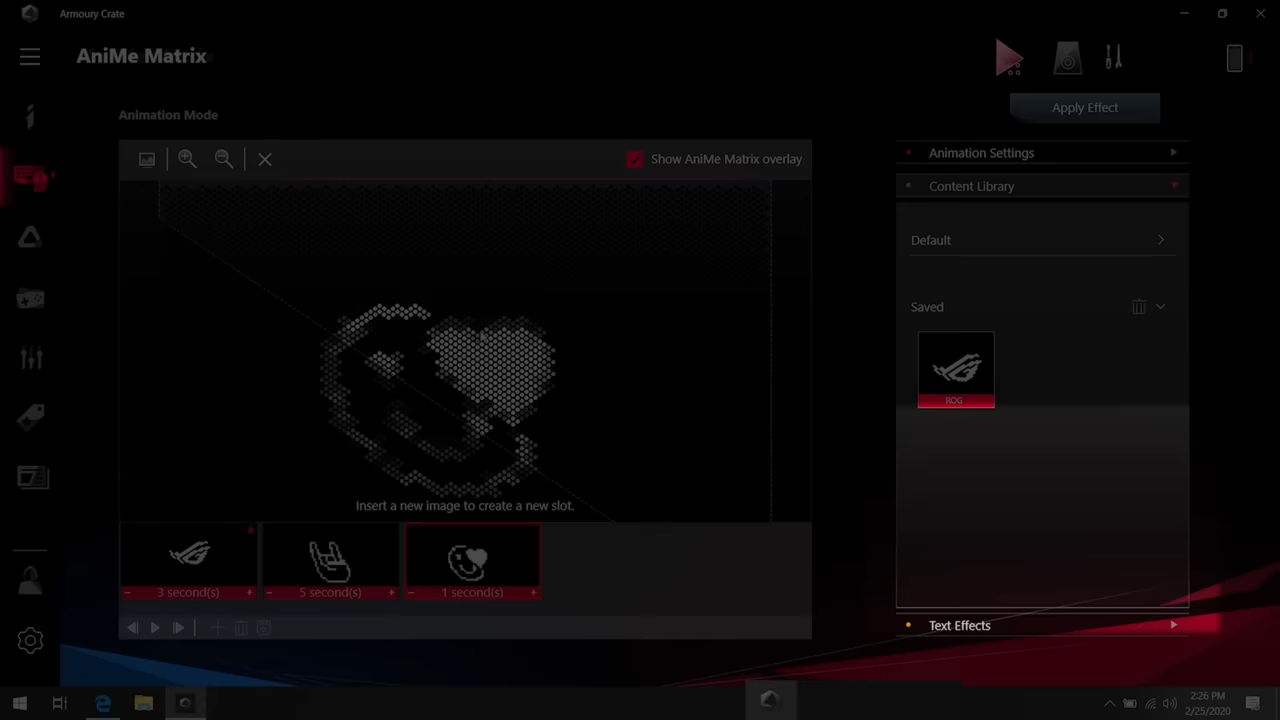 Armoury Crate
AniMe Matrix
Apply Effect
Animation Mode
Show AniMe Matrix overlay
Animation Settings
Content Library
Default
Saved
ROG
Insert a new image to create a new slot.
- 3 second(s) +
- 5 second(s) +
- 1 second(s) +
Text Effects
2:26 PM
2/25/2020